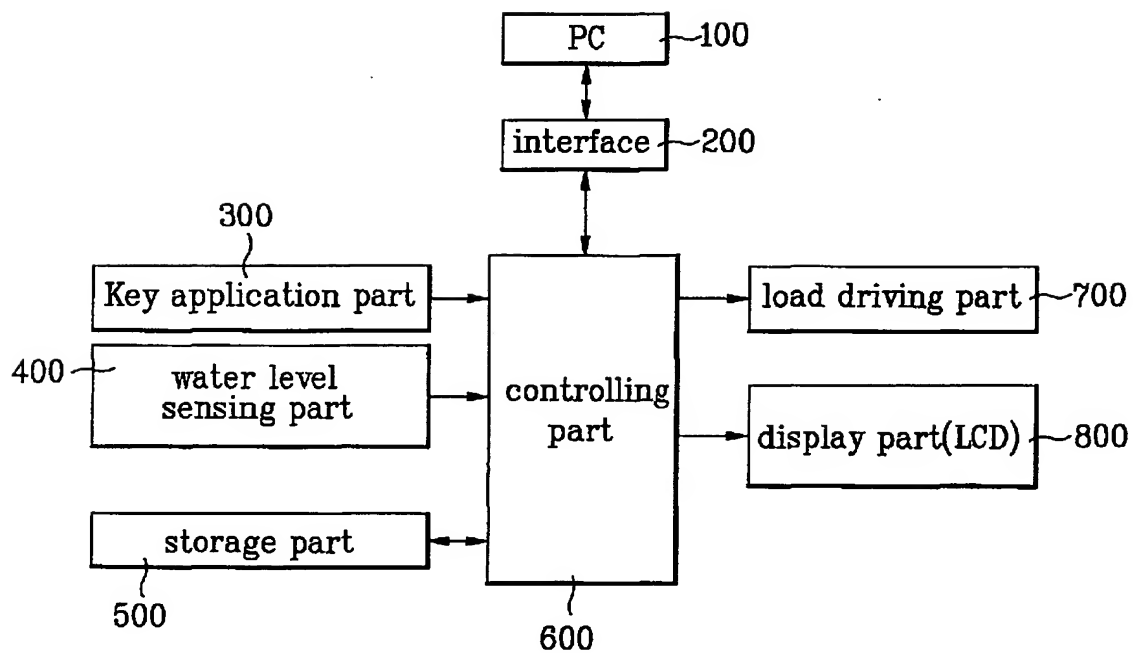 PC
100
interface
200
300
Key application part
400
water level
sensing part
storage part
500
controlling
part
600
load driving part
700
display part(LCD)
800